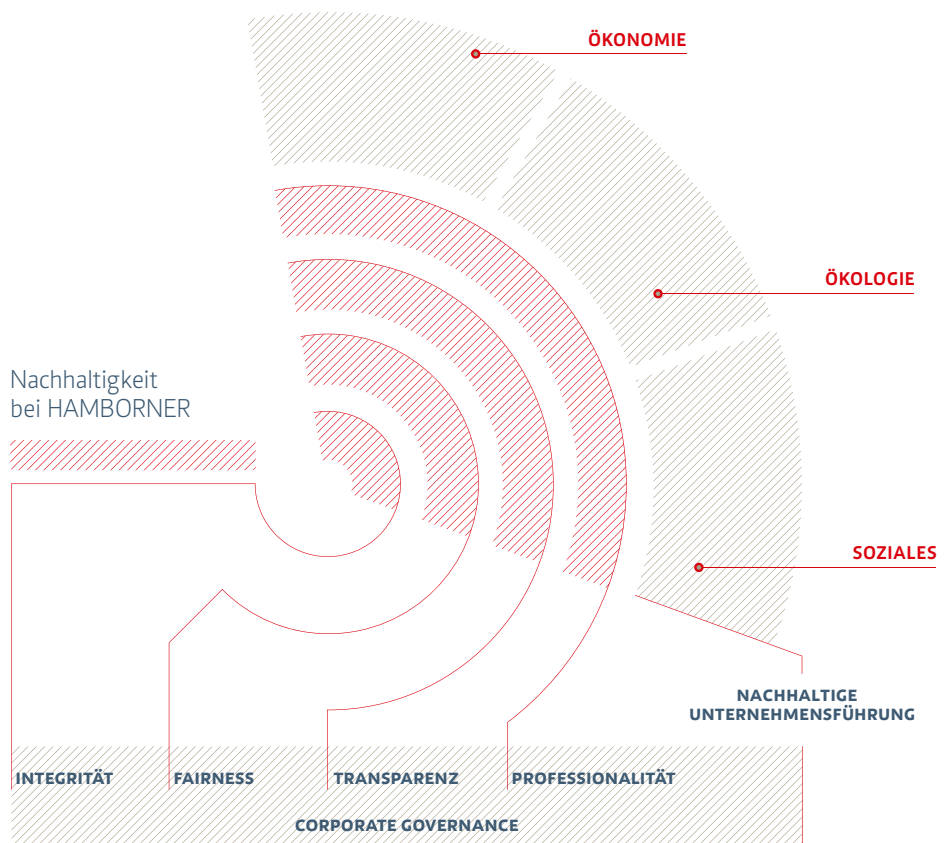 ÖKONOMIE
ÖKOLOGIE
Nachhaltigkeit
bei HAMBORNER
SOZIALES
NACHHALTIGE
UNTERNEHMENSFÜHRUNG
INTEGRITÄT FAIRNESS TRANSPARENZ PROFESSIONALITÄT
CORPORATE GOVERNANCE